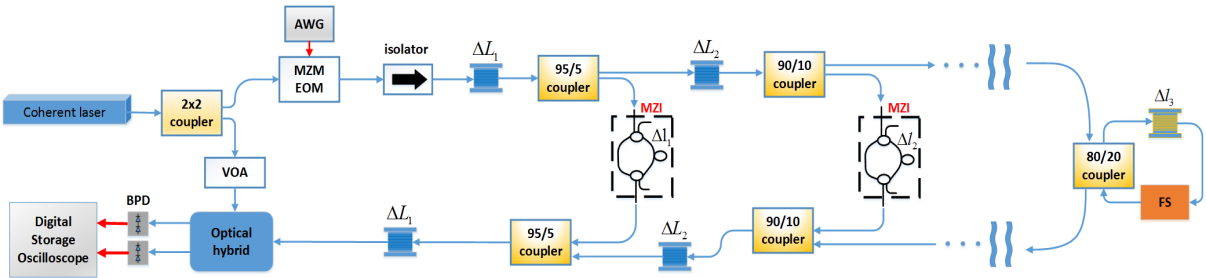 AWG
MZM
EOM
isolator
ΔL₁
95/5
coupler
ΔL₂
90/10
coupler
Coherent laser
2x2
coupler
MZI
Δl₁
MZI
Δl₂
80/20
coupler
Δl₃
FS
VOA
BPD
Digital
Storage
Oscilloscope
Optical
hybrid
ΔL₁
95/5
coupler
ΔL₂
90/10
coupler